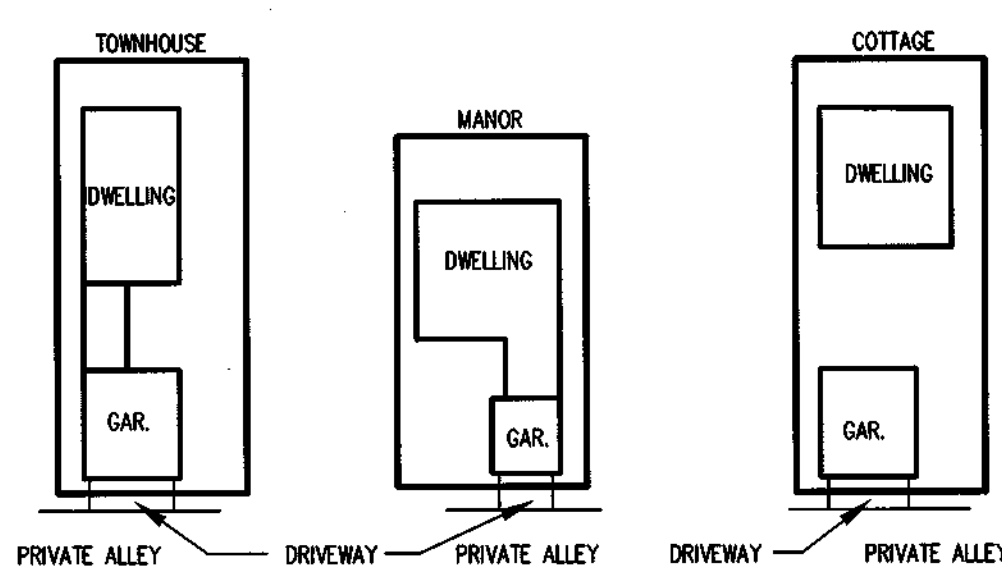 TOWNHOUSE
DWELLING
GAR.
MANOR
DWELLING
GAR.
COTTAGE
DWELLING
GAR.
PRIVATE ALLEY
DRIVEWAY
PRIVATE ALLEY
DRIVEWAY
PRIVATE ALLEY